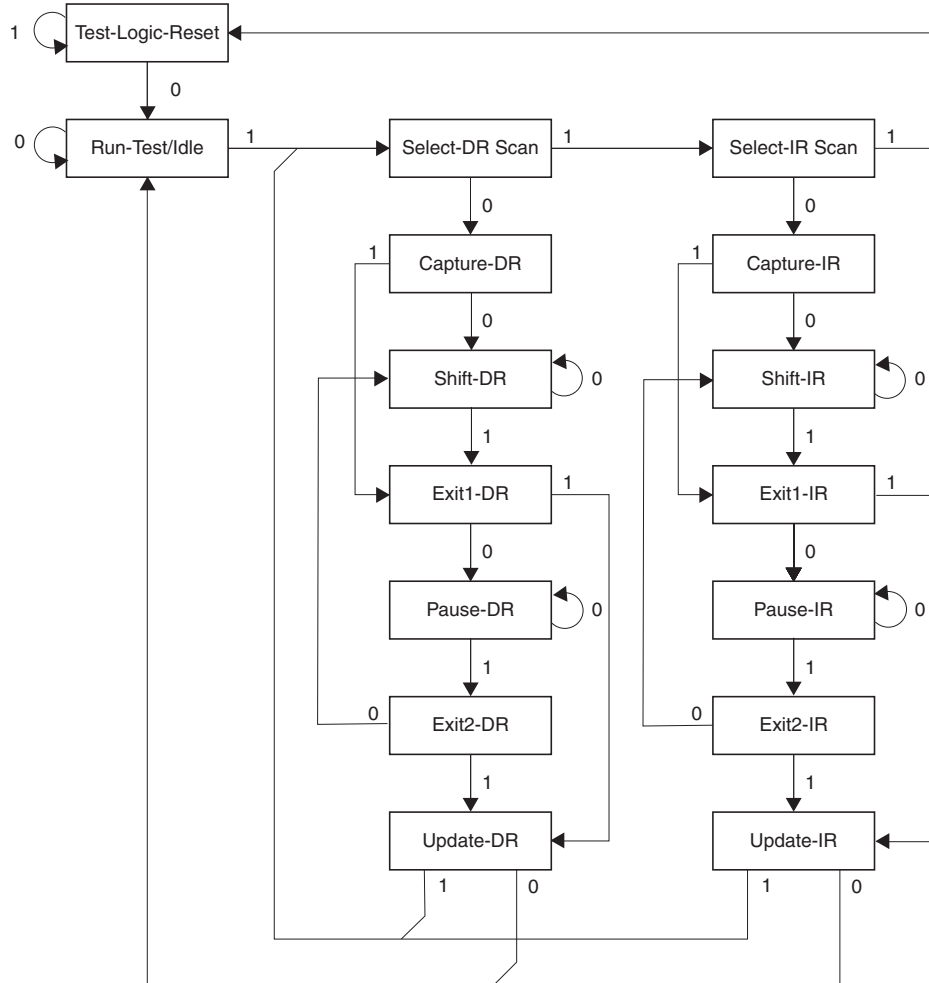 1 Test-Logic-Reset
0
0 Run-Test/Idle 1 Select-DR Scan 1 Select-IR Scan 1
0 0
1 Capture-DR 1 Capture-IR
0 0
Shift-DR 0 Shift-IR 0
1 1
Exit1-DR 1 Exit1-IR 1
0 0
Pause-DR 0 Pause-IR 0
1 1
0 Exit2-DR 0 Exit2-IR
1 1
Update-DR Update-IR
1 0 1 0